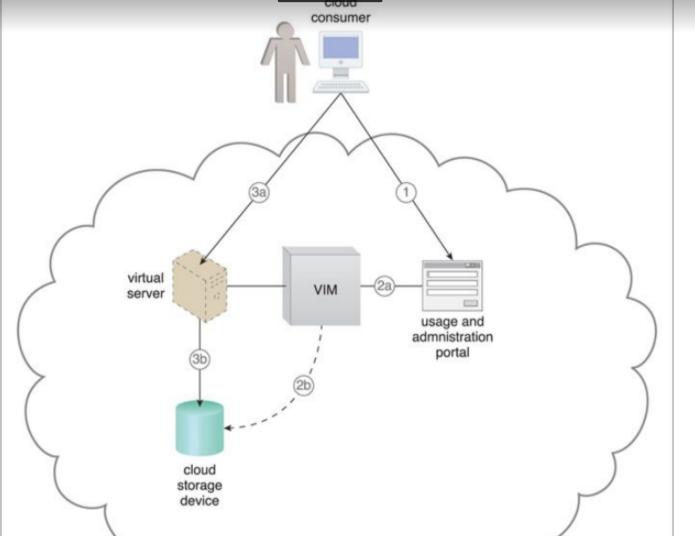 cloud
consumer
3a
1
virtual
server
VIM
2a
usage and
admnistration
portal
3b
2b
cloud
storage
device